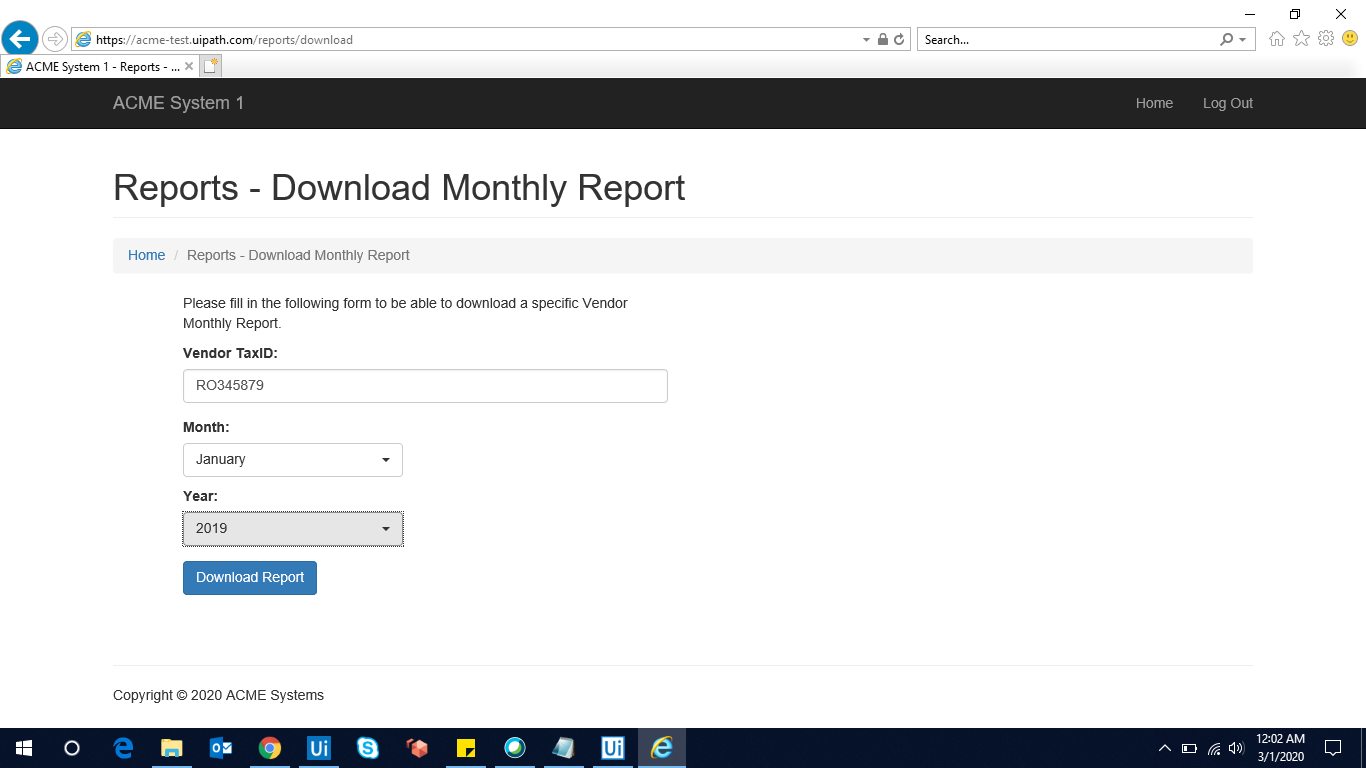 https://acme-test.uipath.com/reports/download
Search...
ACME System 1 - Reports - ...
ACME System 1
Home
Log Out
Reports - Download Monthly Report
Home / Reports - Download Monthly Report
Please fill in the following form to be able to download a specific Vendor
Monthly Report.
Vendor TaxID:
RO345879
Month:
January
Year:
2019
Download Report
Copyright © 2020 ACME Systems
Ui
Ui
12:02 AM
3/1/2020